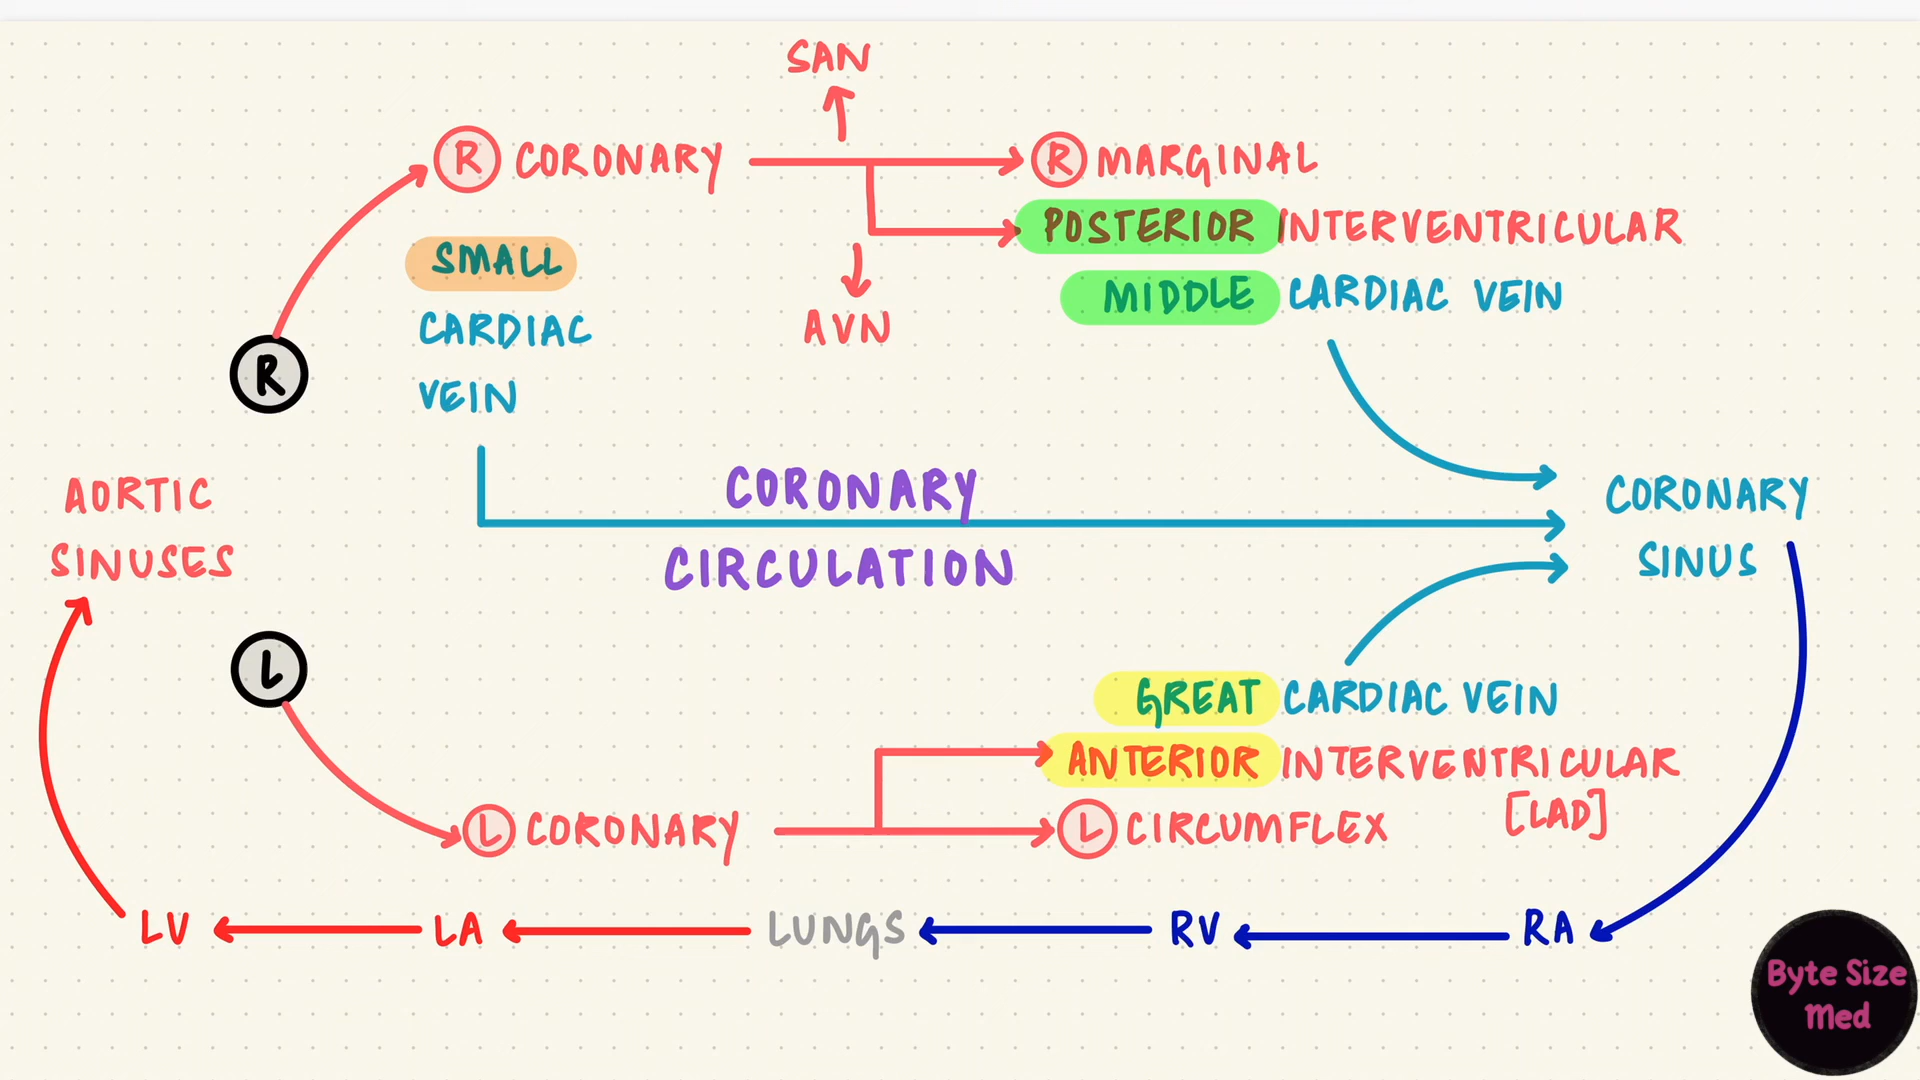 SAN
R CORONARY
R MARGINAL
POSTERIOR INTERVENTRICULAR
SMALL
CARDIAC
VEIN
MIDDLE CARDIAC VEIN
AVN
R
AORTIC
SINUSES
CORONARY
CIRCULATION
CORONARY
SINUS
L
GREAT CARDIAC VEIN
ANTERIOR INTERVENTRICULAR
[LAD]
L CORONARY
L CIRCUMFLEX
LV
LA
LUNGS
RV
RA
Byte Size
Med